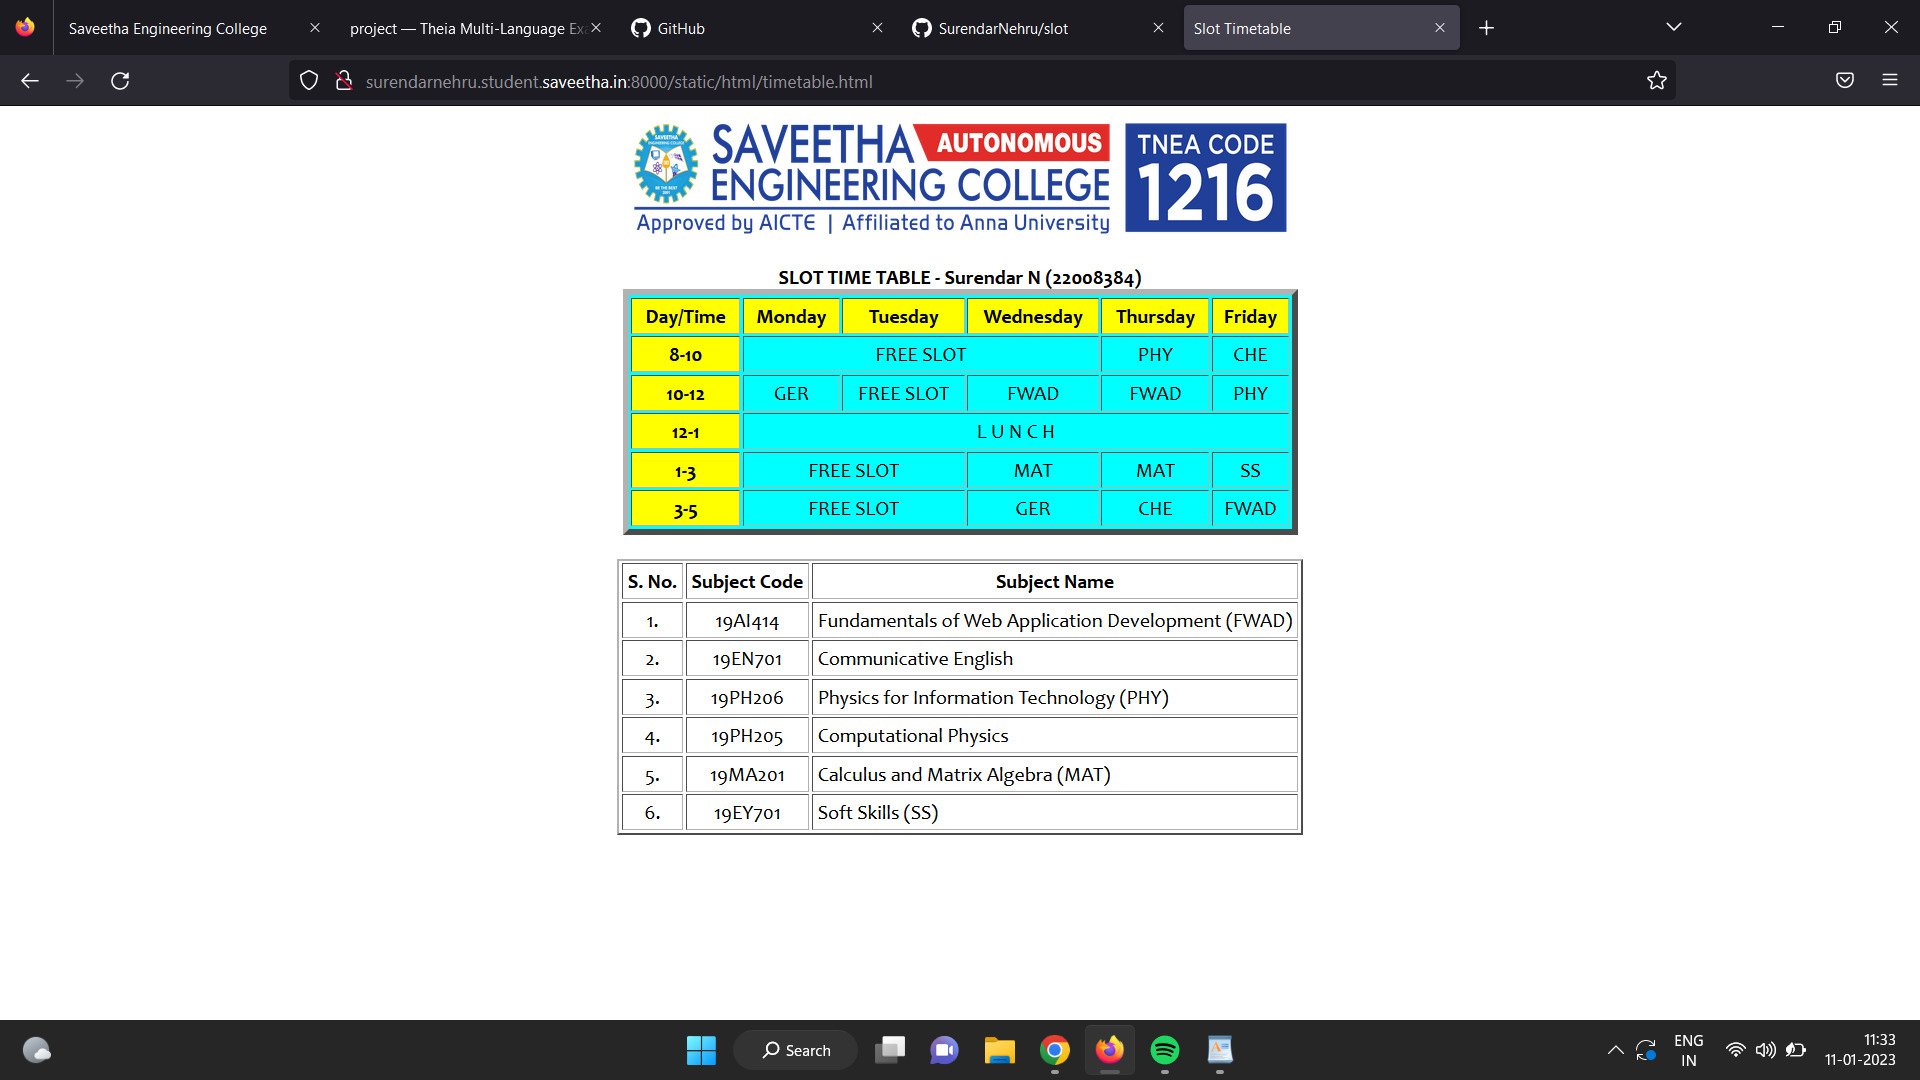 Saveetha Engineering College
project — Theia Multi-Language Ex
GitHub
SurendarNehru/slot
Slot Timetable
surendarnehru.student.saveetha.in:8000/static/html/timetable.html
SAVEETHA AUTONOMOUS
ENGINEERING COLLEGE
Approved by AICTE | Affiliated to Anna University
TNEA CODE
1216
SLOT TIME TABLE - Surendar N (22008384)
Day/Time Monday Tuesday Wednesday Thursday Friday
8-10 FREE SLOT PHY CHE
10-12 GER FREE SLOT FWAD FWAD PHY
12-1 L U N C H
1-3 FREE SLOT MAT MAT SS
3-5 FREE SLOT GER CHE FWAD
S. No. Subject Code Subject Name
1. 19AI414 Fundamentals of Web Application Development (FWAD)
2. 19EN701 Communicative English
3. 19PH206 Physics for Information Technology (PHY)
4. 19PH205 Computational Physics
5. 19MA201 Calculus and Matrix Algebra (MAT)
6. 19EY701 Soft Skills (SS)
Search
ENG
IN
11:33
11-01-2023